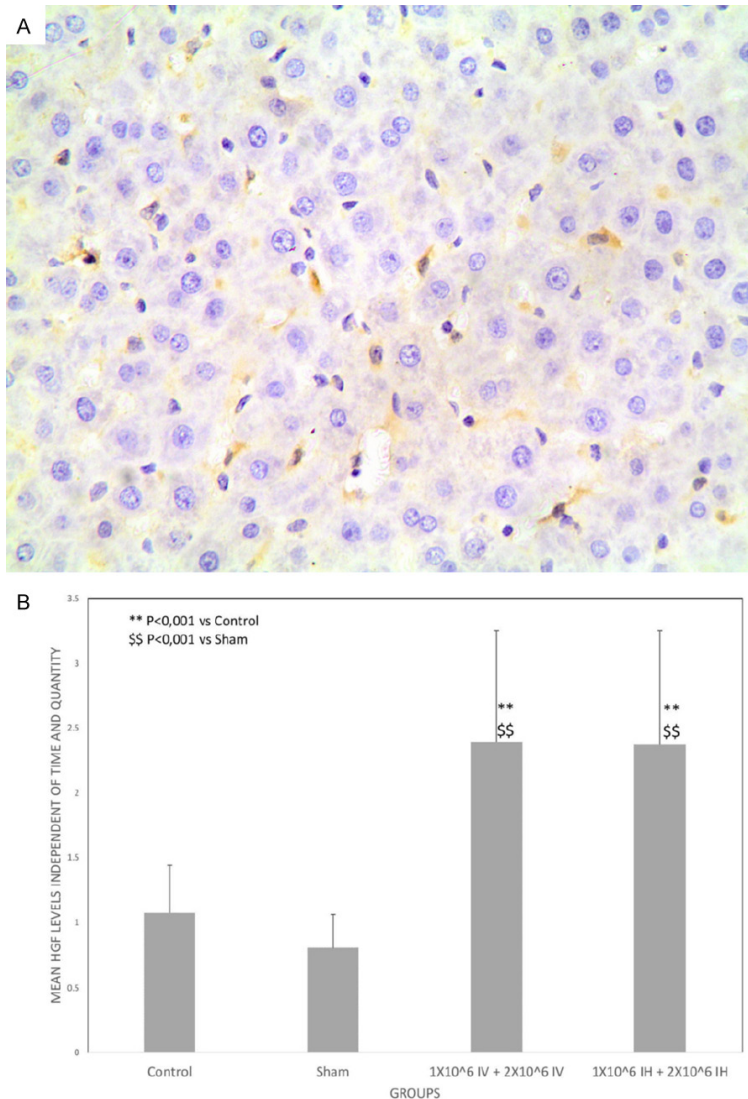 A
B
3.5
** P<0,001 vs Control
$$ P<0,001 vs Sham
3
**
$$
**
$$
2.5
2
1.5
1
0.5
0
MEAN HGF LEVELS INDEPENDENT OF TIME AND QUANTITY
Control
Sham
1X10^6 IV + 2X10^6 IV
1X10^6 IH + 2X10^6 IH
GROUPS